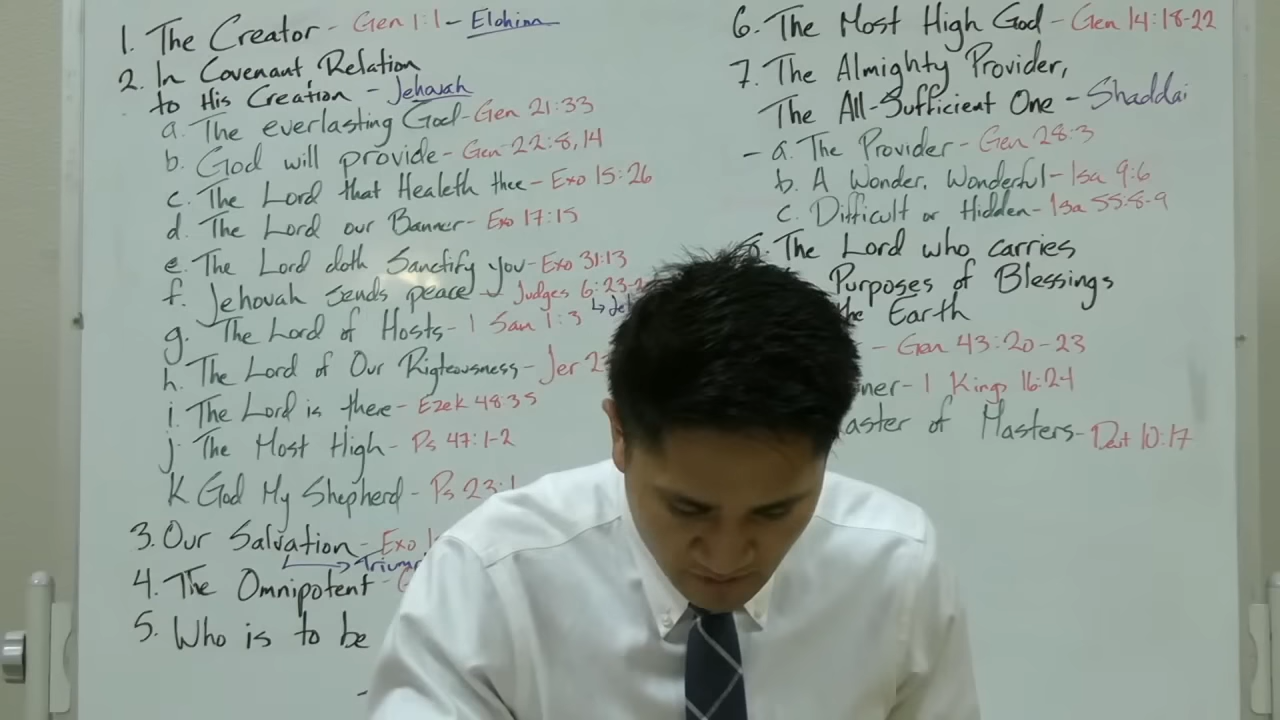 1. The Creator - Gen 1:1 - Elohim
2. In Covenant Relation
to His Creation - Jehovah
a. The everlasting God - Gen 21:33
b. God will provide - Gen 22:8,14
c. The Lord that Healeth thee - Exo 15:26
d. The Lord our Banner - Exo 17:15
e. The Lord doth Sanctify you - Exo 31:13
f. Jehovah sends peace - Judges 6:23-2
g. The Lord of Hosts - 1 Sam 1:3
h. The Lord of Our Rigteousness - Jer 2
i. The Lord is there - Ezek 48:35
j. The Most High - Ps 47:1-2
K God My Shepherd - Ps 23:1
3. Our Salvation - Exo 1
4. The Omnipotent -
5. Who is to be
6. The Most High God - Gen 14:18-22
7. The Almighty Provider,
The All-Sufficient One - Shaddai
- a. The Provider - Gen 28:3
b. A Wonder, Wonderful - Isa 9:6
c. Difficult or Hidden - Isa 55:8-9
The Lord who carries
Purposes of Blessings
the Earth
- Gen 43:20-23
ner - 1 Kings 16:24
aster of Masters - Deut 10:17